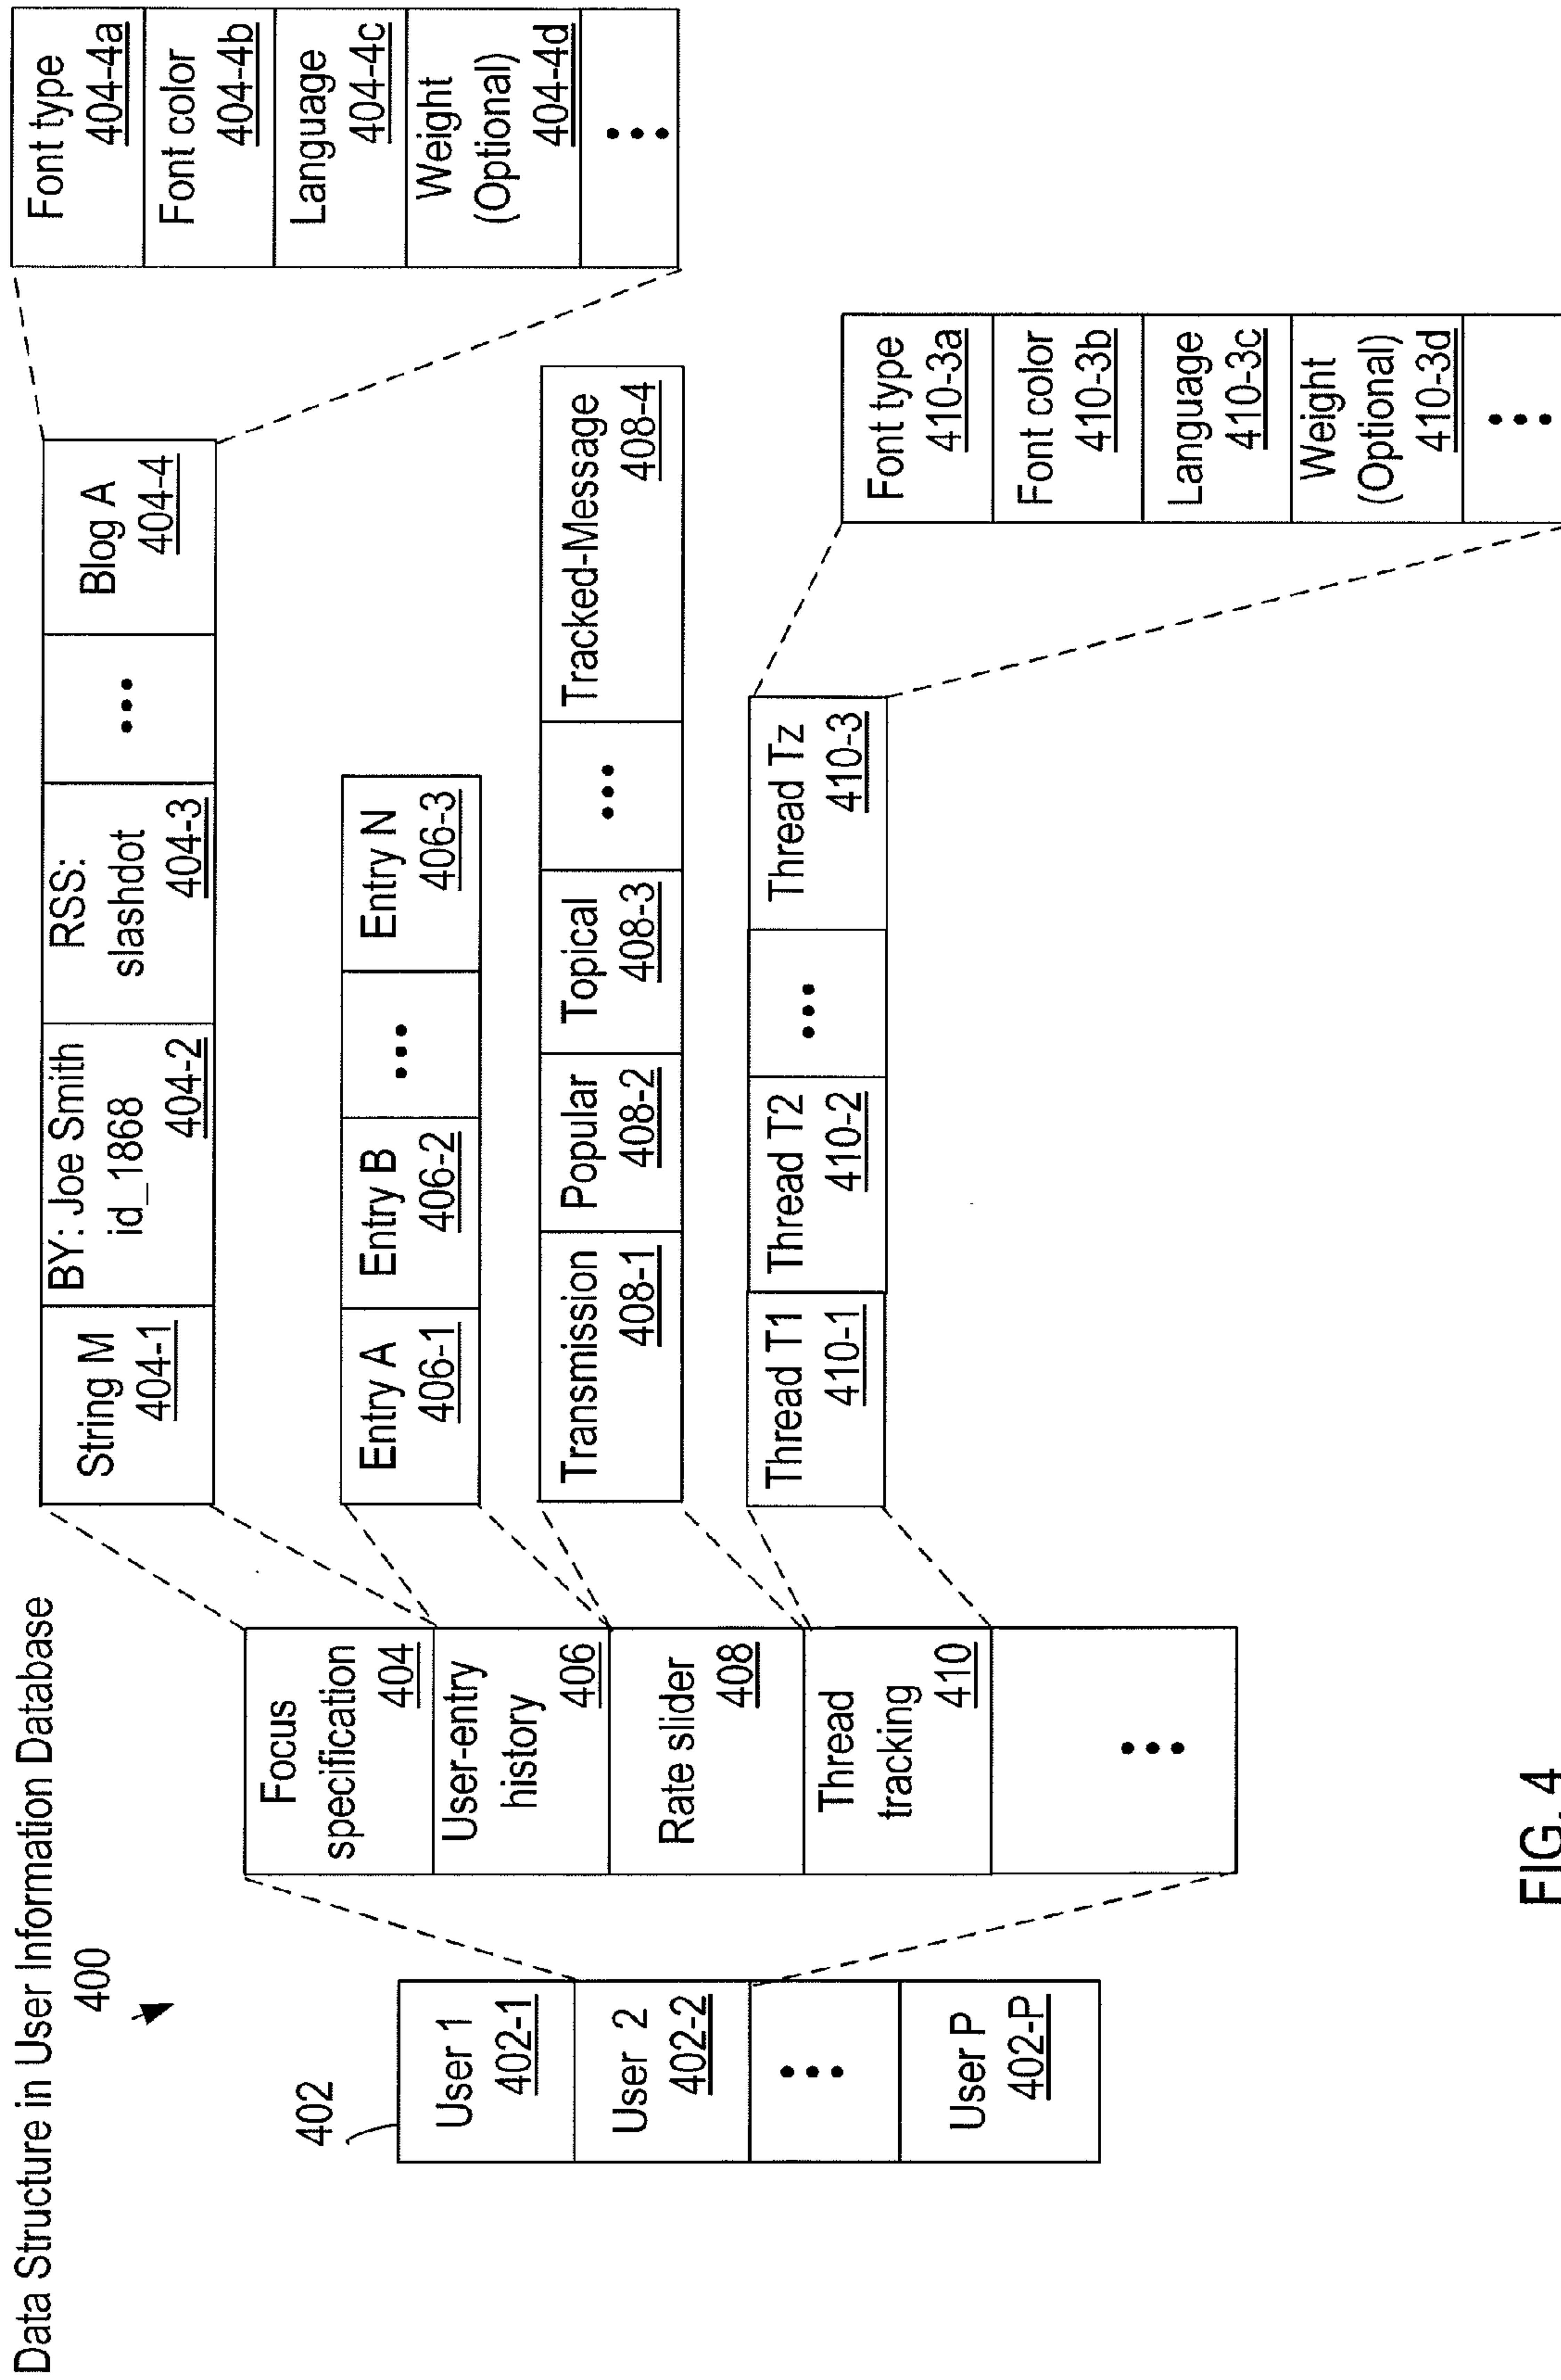 Data Structure in User Information Database
400
402
User 1
402-1
User 2
402-2
•••
User P
402-P
Focus
specification
404
User-entry
history
406
Rate slider
408
Thread
tracking
410
•••
String M
404-1
BY: Joe Smith
id_1868
404-2
RSS:
slashdot
404-3
•••
Blog A
404-4
Font type
404-4a
Font color
404-4b
Language
404-4c
Weight
(Optional)
404-4d
•••
Entry A
406-1
Entry B
406-2
•••
Entry N
406-3
Transmission
408-1
Popular
408-2
Topical
408-3
•••
Tracked-Message
408-4
Thread T1
410-1
Thread T2
410-2
•••
Thread Tz
410-3
Font type
410-3a
Font color
410-3b
Language
410-3c
Weight
(Optional)
410-3d
•••
FIG. 4